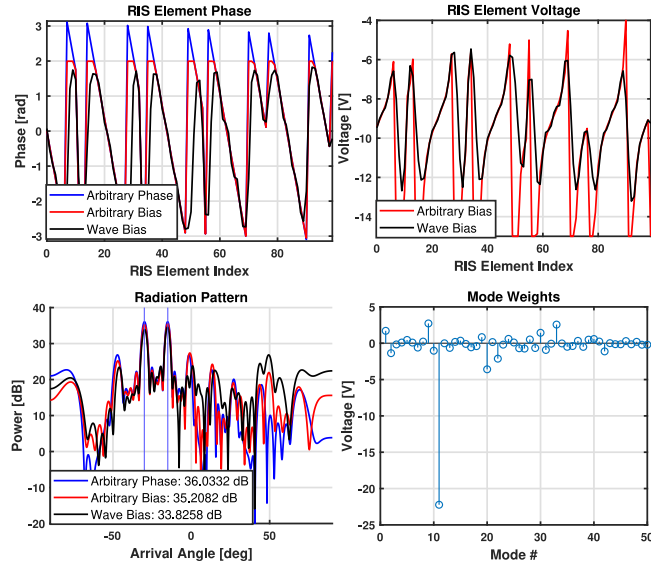 RIS Element Phase
3
2
1
0
-1
-2
-3
Phase [rad]
Arbitrary Phase
Arbitrary Bias
Wave Bias
0 20 40 60 80
RIS Element Index
RIS Element Voltage
-4
-6
-8
-10
-12
-14
Voltage [V]
Arbitrary Bias
Wave Bias
0 20 40 60 80
RIS Element Index
Radiation Pattern
40
30
20
10
0
-10
-20
Power [dB]
Arbitrary Phase: 36.0332 dB
Arbitrary Bias: 35.2082 dB
Wave Bias: 33.8258 dB
-50 0 50
Arrival Angle [deg]
Mode Weights
5
0
-5
-10
-15
-20
-25
Voltage [V]
0 10 20 30 40 50
Mode #